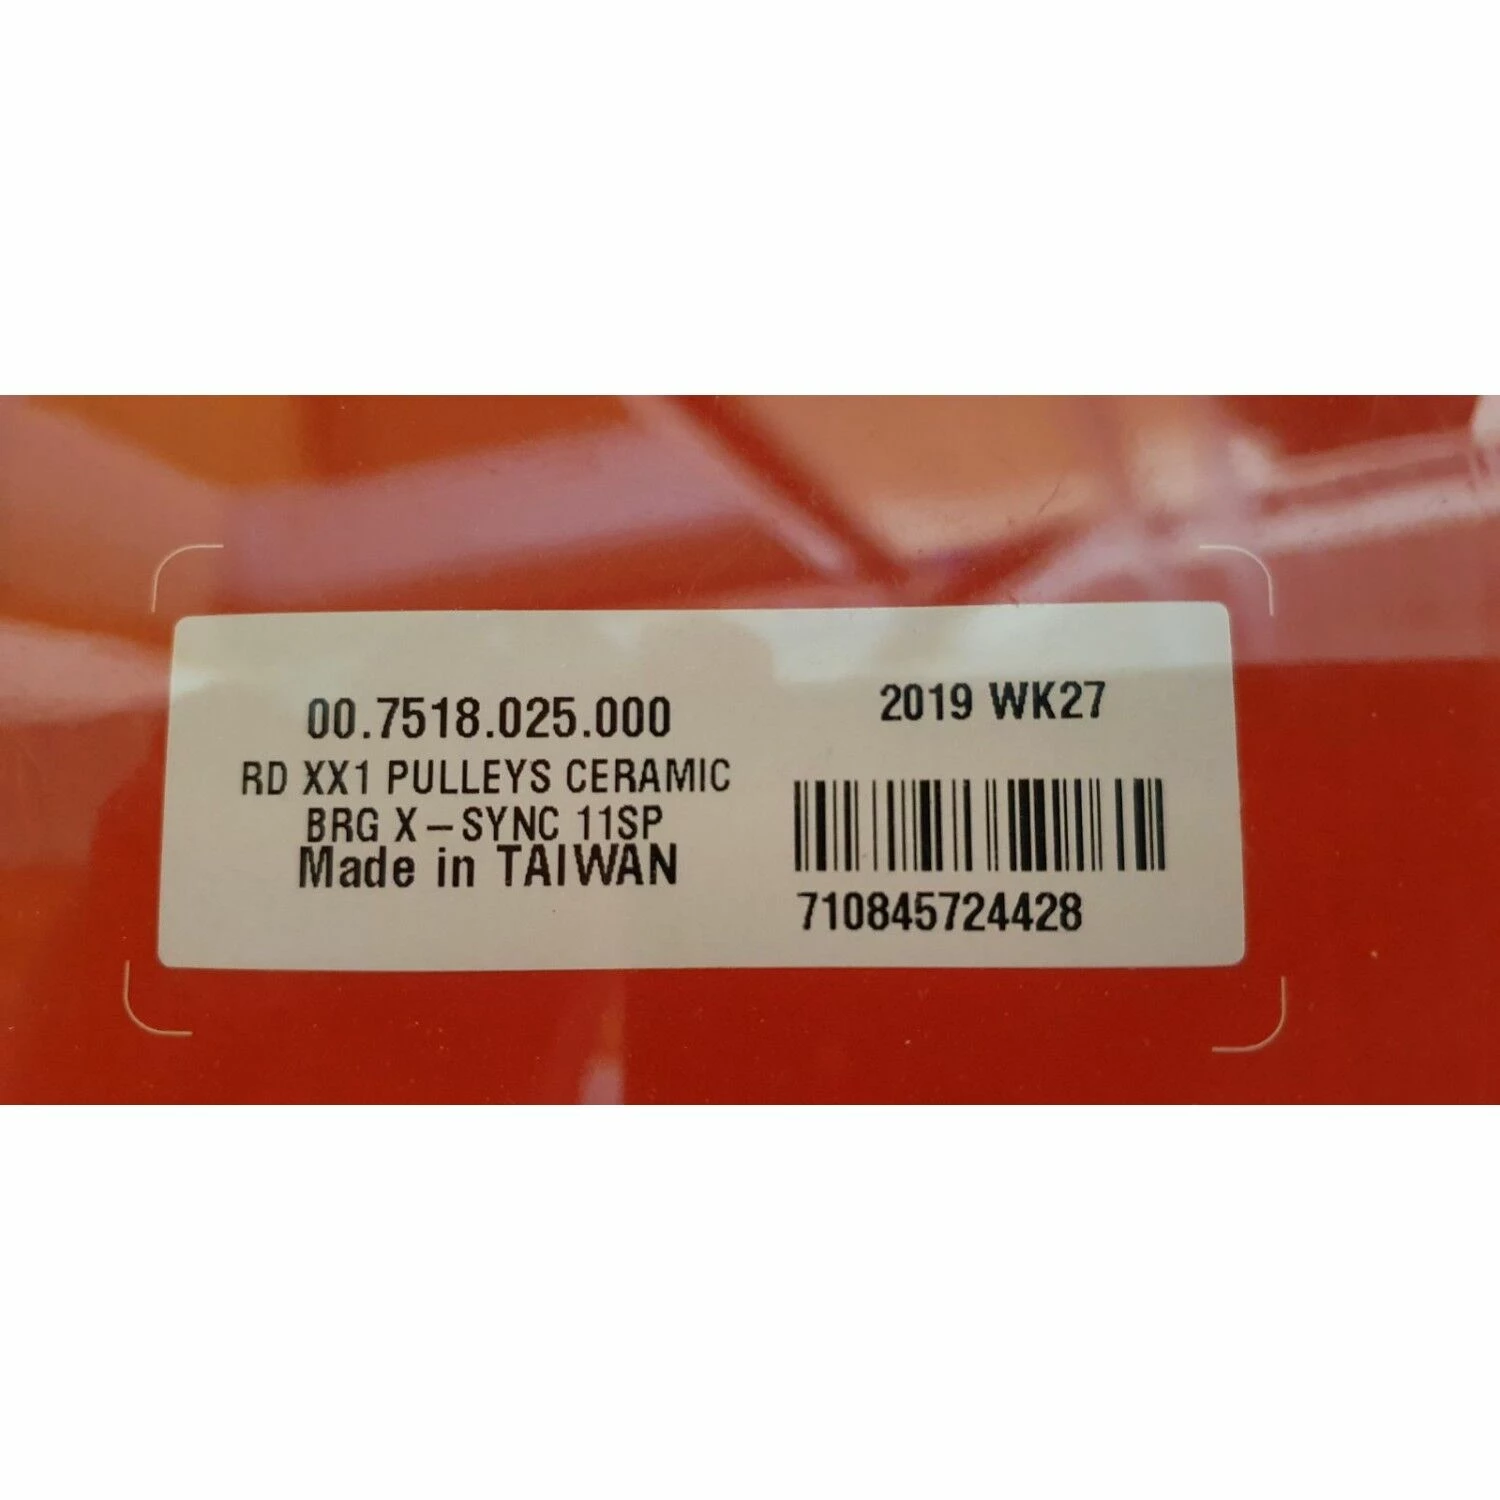 00.7518.025.000
RD XX1 PULLEYS CERAMIC
BRG X-SYNC 11SP
Made in TAIWAN
2019 WK27
710845724428